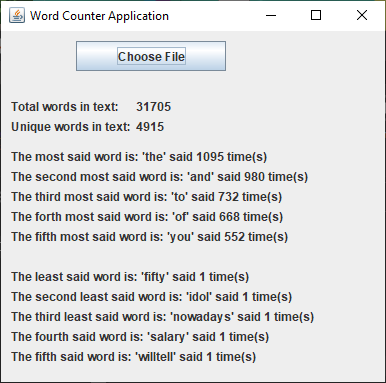 Word Counter Application
Choose File
Total words in text: 31705
Unique words in text: 4915
The most said word is: 'the' said 1095 time(s)
The second most said word is: 'and' said 980 time(s)
The third most said word is: 'to' said 732 time(s)
The forth most said word is: 'of' said 668 time(s)
The fifth most said word is: 'you' said 552 time(s)
The least said word is: 'fifty' said 1 time(s)
The second least said word is: 'idol' said 1 time(s)
The third least said word is: 'nowadays' said 1 time(s)
The fourth said word is: 'salary' said 1 time(s)
The fifth said word is: 'willtell' said 1 time(s)